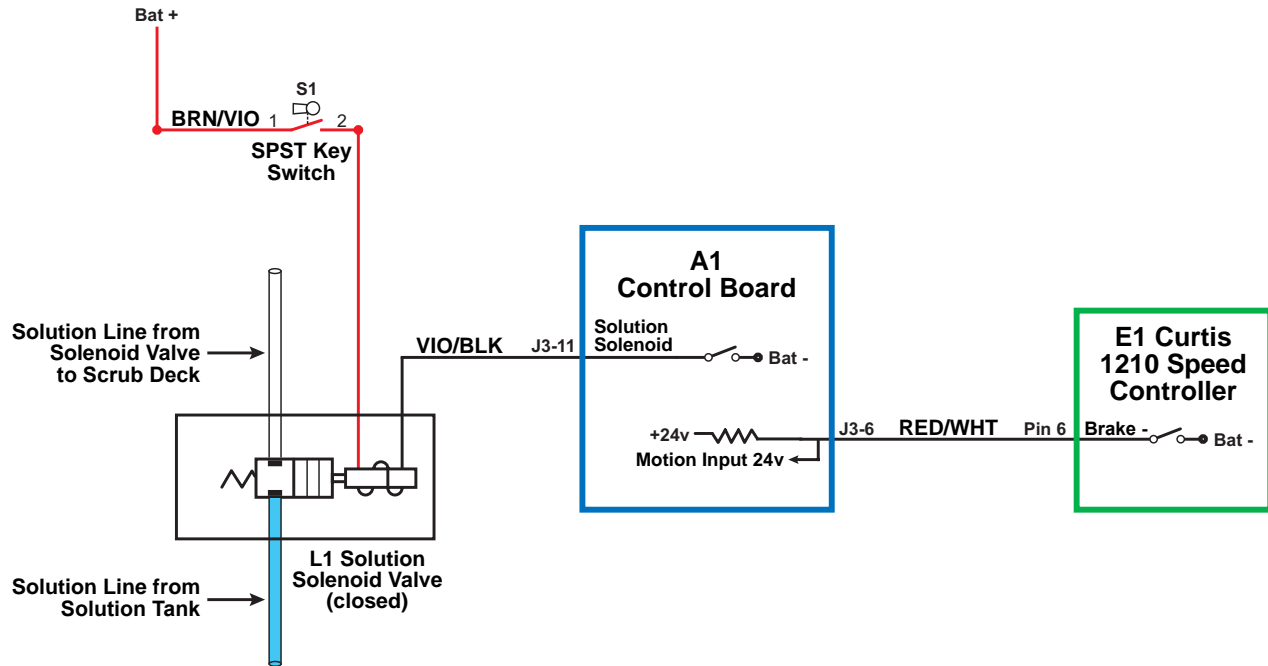 Bat +
S1
BRN/VIO 1 2
SPST Key
Switch
A1
Control Board
Solution Line from
Solenoid Valve
to Scrub Deck
VIO/BLK J3-11
Solution
Solenoid
Bat -
E1 Curtis
1210 Speed
Controller
+24v
J3-6 RED/WHT Pin 6
Brake -
Bat -
Motion Input 24v
L1 Solution
Solenoid Valve
(closed)
Solution Line from
Solution Tank